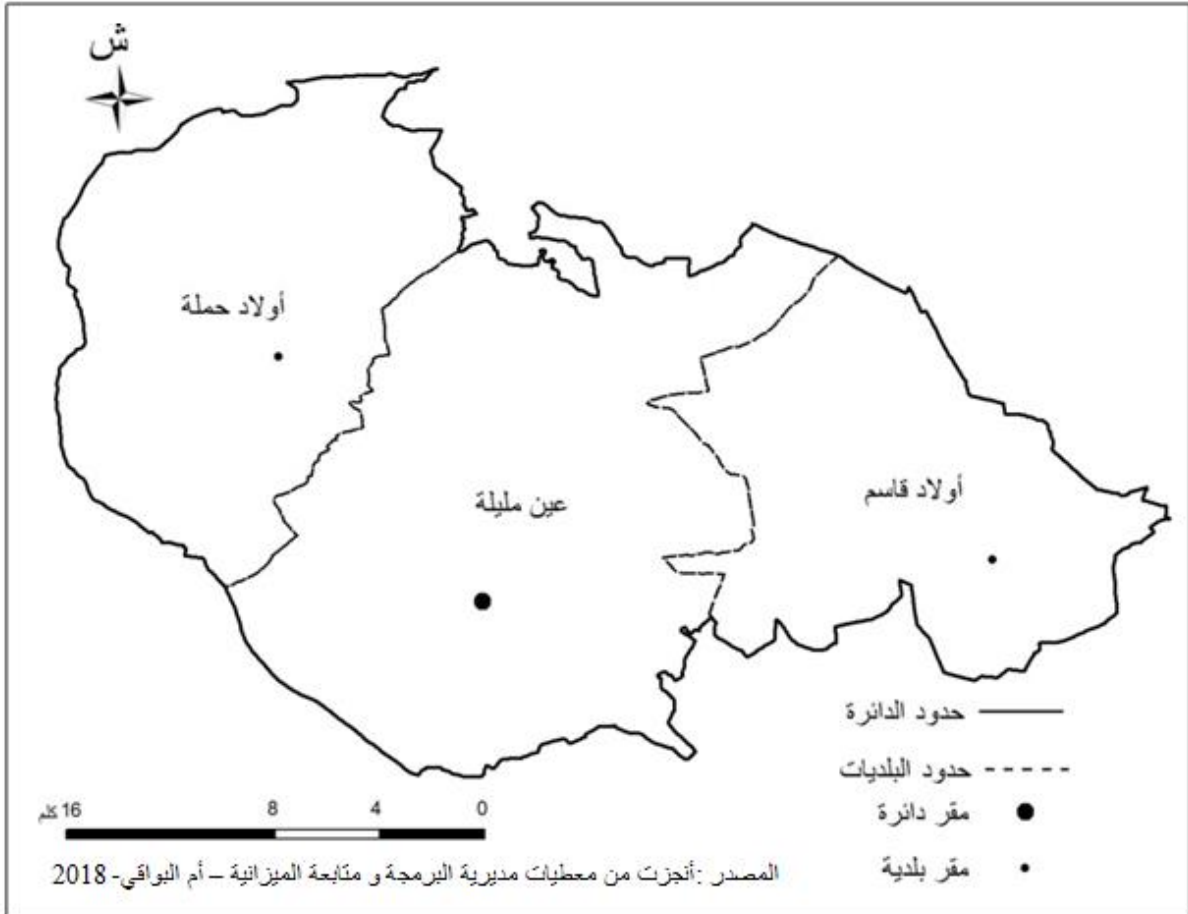 ش
أولاد حملة
عين مليلة
أولاد قاسم
حدود الدائرة
حدود البلديات
مقر دائرة
مقر بلدية
16 كلم 8 4 0
المصدر :أنجزت من معطيات مديرية البرمجة و متابعة الميزانية – أم البواقي- 2018